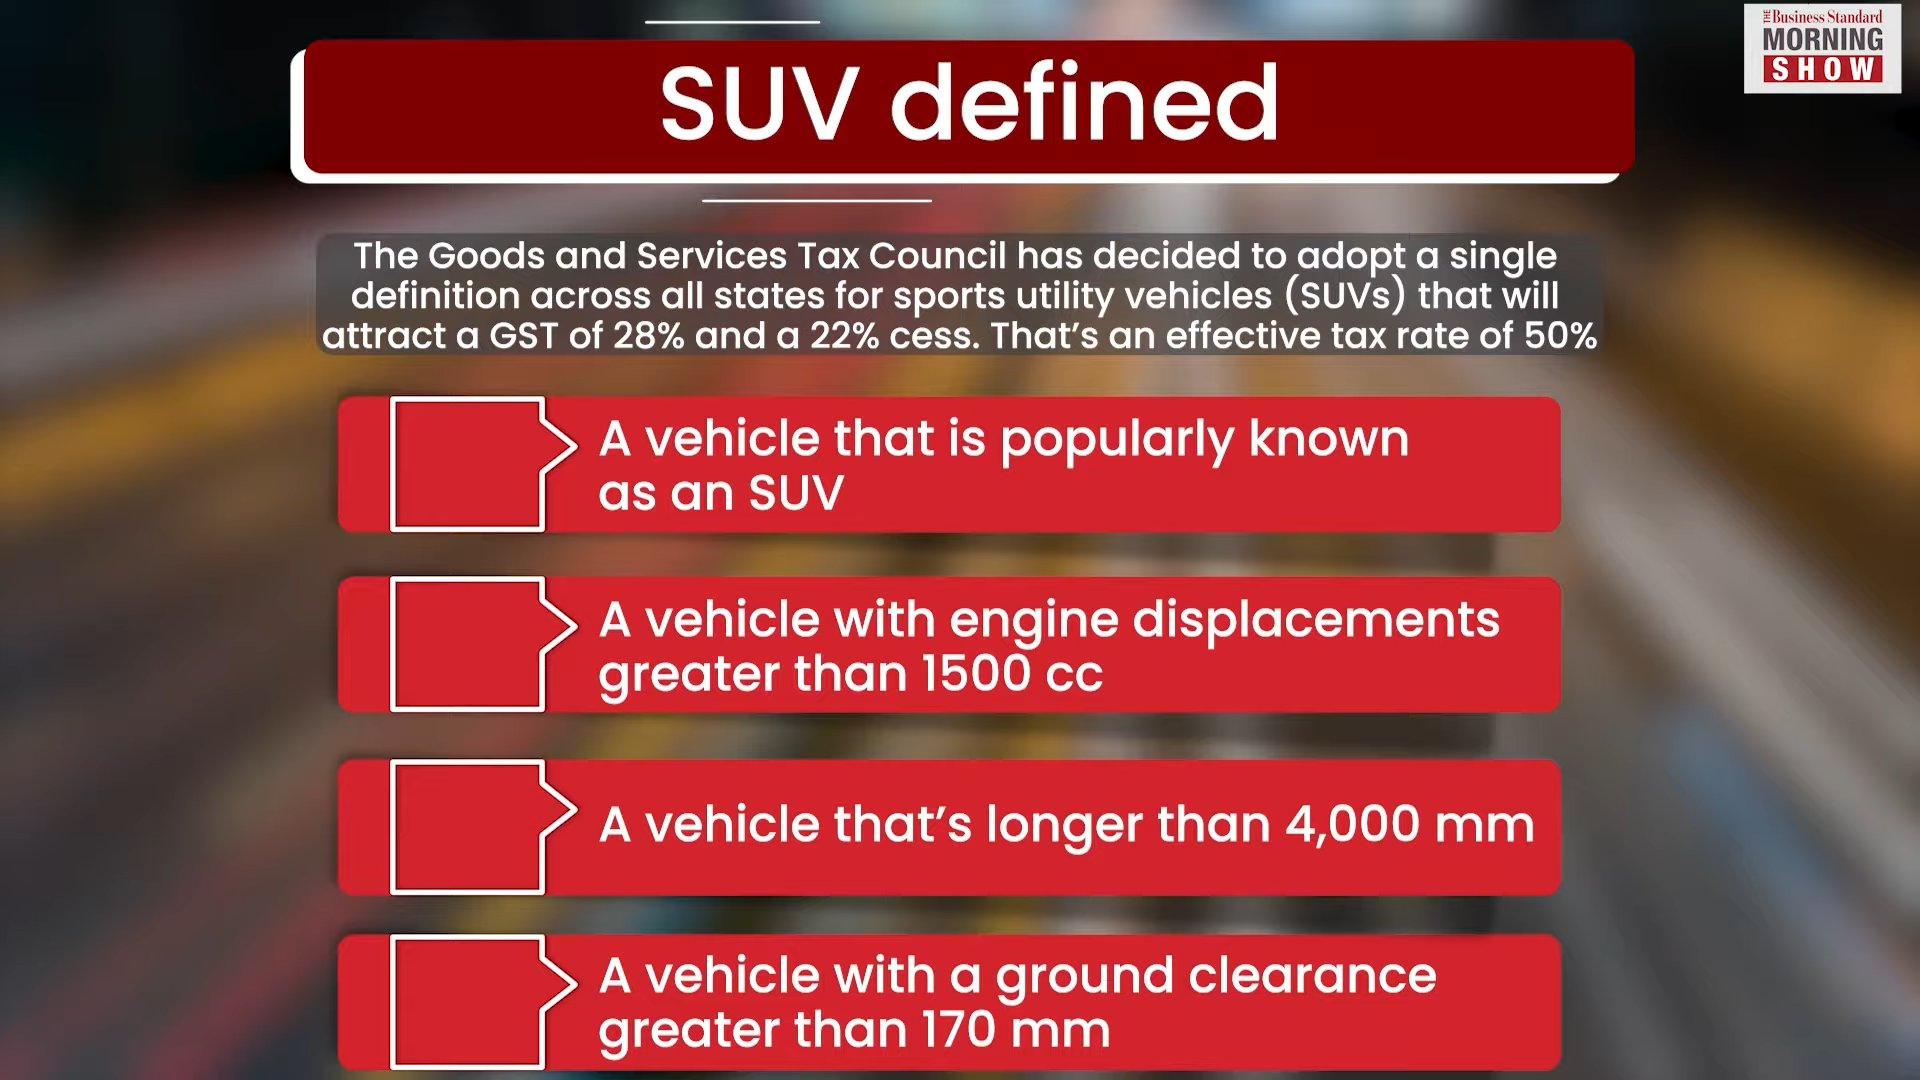 THE Business Standard
MORNING
SHOW
SUV defined
The Goods and Services Tax Council has decided to adopt a single
definition across all states for sports utility vehicles (SUVs) that will
attract a GST of 28% and a 22% cess. That’s an effective tax rate of 50%
A vehicle that is popularly known
as an SUV
A vehicle with engine displacements
greater than 1500 cc
A vehicle that’s longer than 4,000 mm
A vehicle with a ground clearance
greater than 170 mm